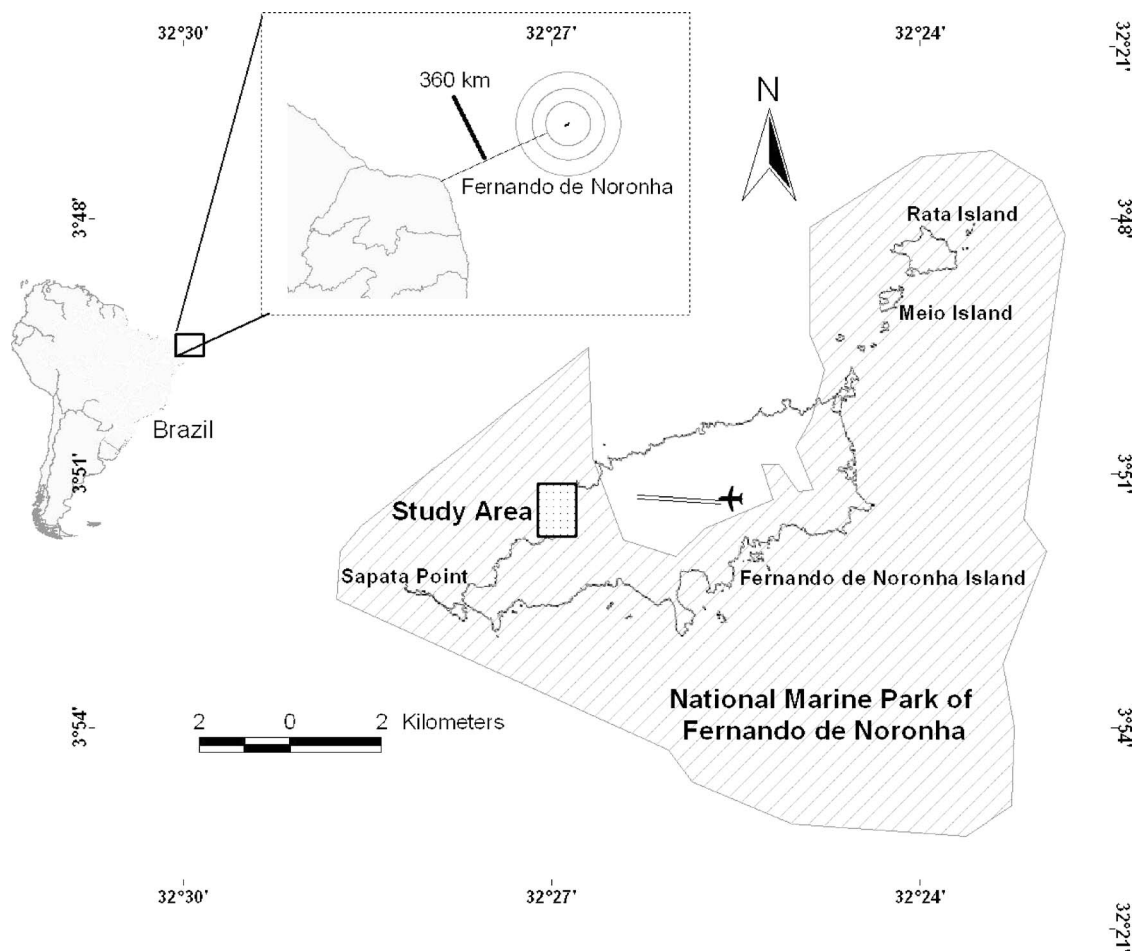 32°30'
32°27'
32°24'
32°21'
360 km
N
Fernando de Noronha
3°48'
3°48'
Rata Island
Meio Island
Brazil
3°51'
3°51'
Study Area
Sapata Point
Fernando de Noronha Island
National Marine Park of
Fernando de Noronha
2 0 2 Kilometers
3°54'
3°54'
32°30'
32°27'
32°24'
32°21'